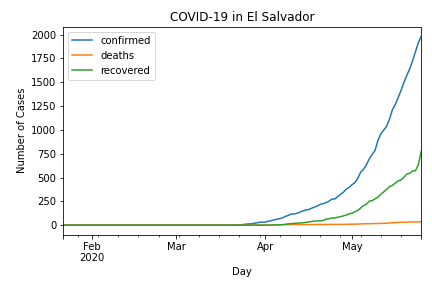 COVID-19 in El Salvador
confirmed
deaths
recovered
Number of Cases
2000
1750
1500
1250
1000
750
500
250
0
Feb
2020
Mar
Apr
May
Day